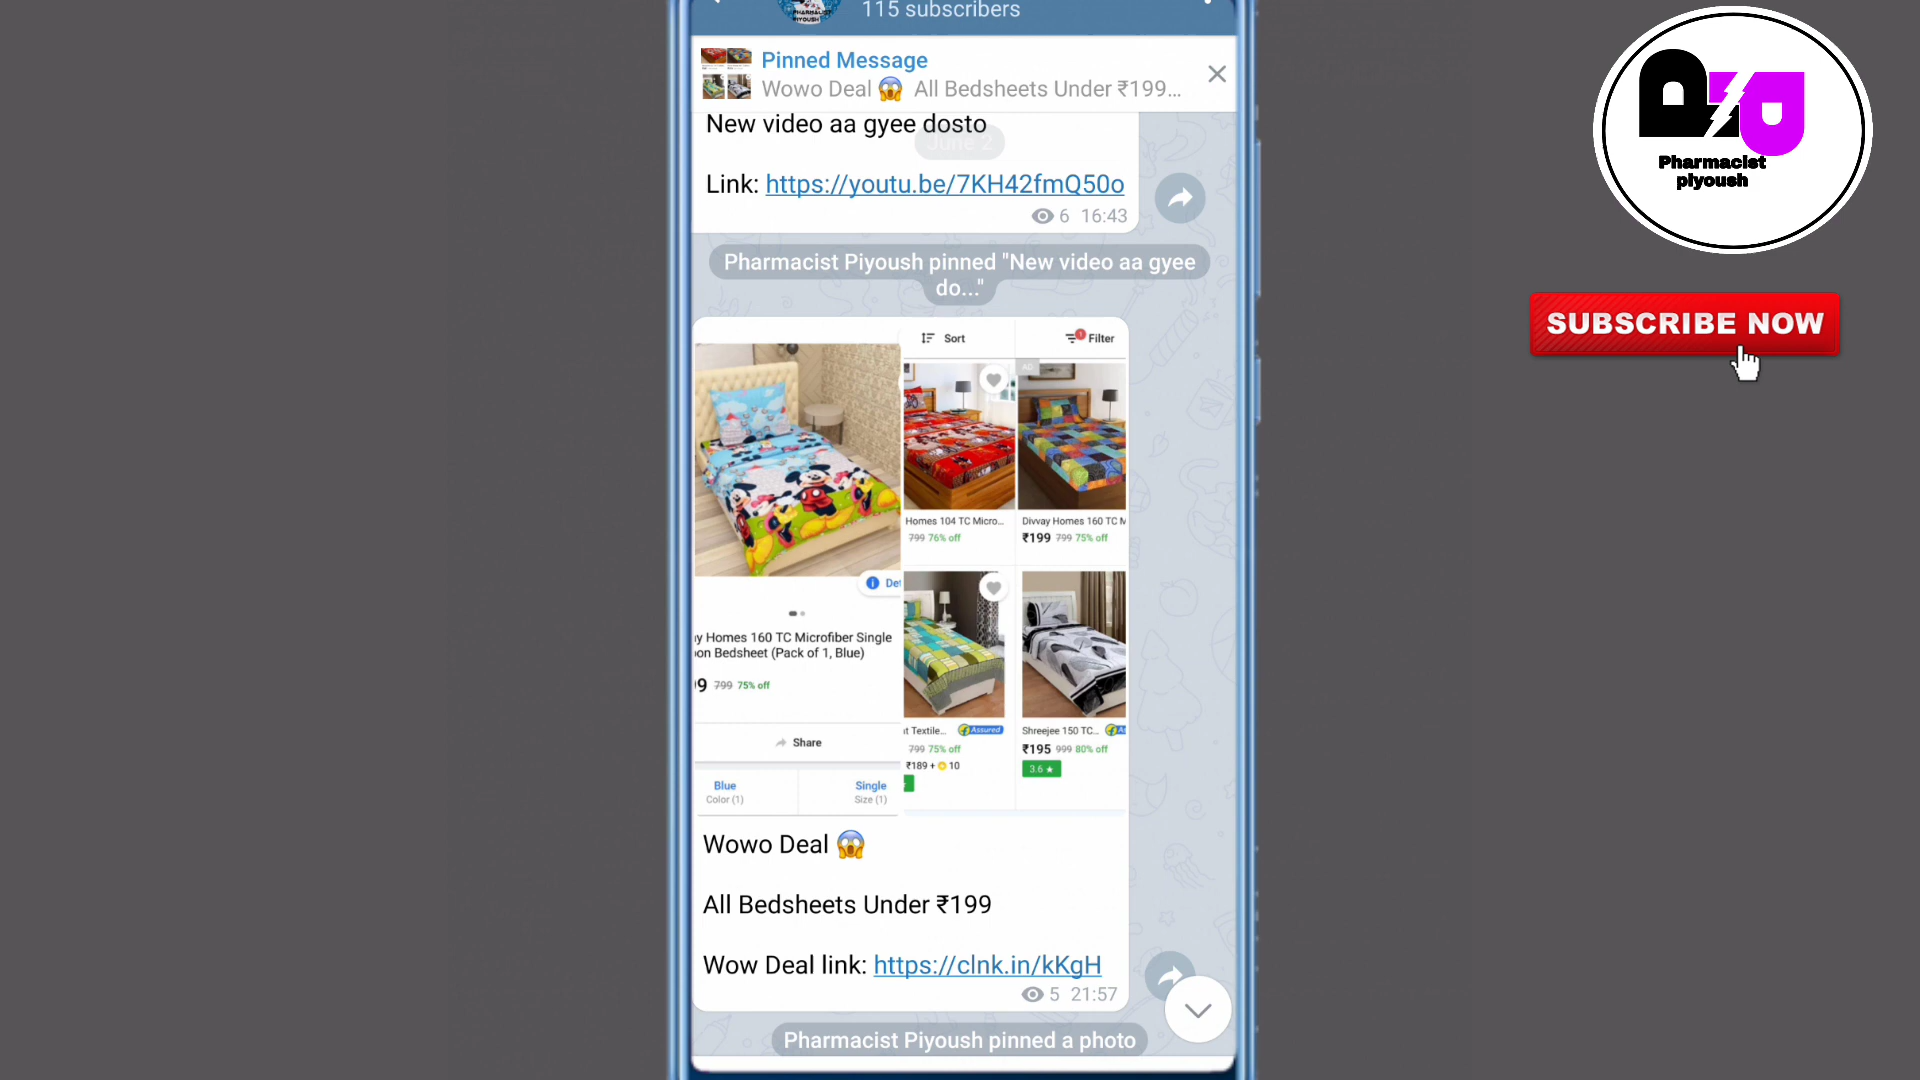 115 subscribers
Pinned Message
Wowo Deal 😱 All Bedsheets Under ₹199...
New video aa gyee dosto
June 2
Link: https://youtu.be/7KH42fmQ50o
6 16:43
Pharmacist Piyoush pinned "New video aa gyee
do..."
Sort
Filter
AD
Homes 104 TC Micro...
799 76% off
Divvay Homes 160 TC M
₹199 799 75% off
Det
y Homes 160 TC Microfiber Single
on Bedsheet (Pack of 1, Blue)
9 799 75% off
Share
Blue
Color (1)
Single
Size (1)
t Textile... Assured
799 75% off
₹189 + 10
Shreejee 150 TC...
₹195 999 80% off
3.6 ★
Wowo Deal 😱
All Bedsheets Under ₹199
Wow Deal link: https://clnk.in/kKgH
5 21:57
Pharmacist Piyoush pinned a photo
Pharmacist
piyoush
SUBSCRIBE NOW